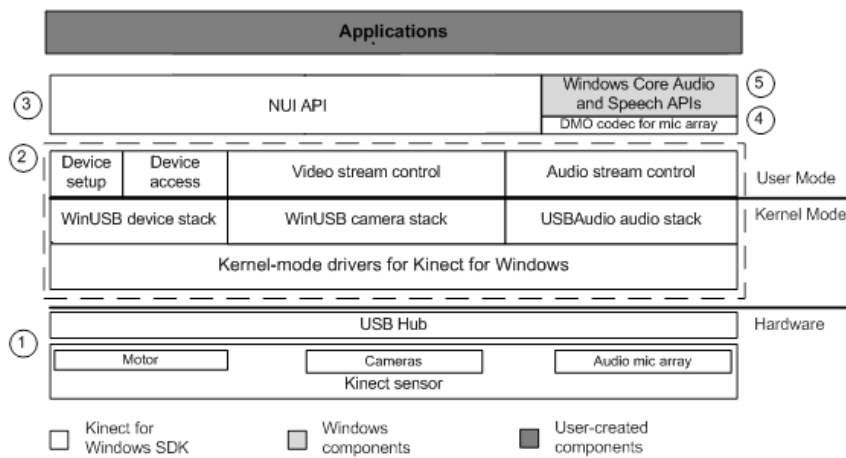 Applications
3
NUI API
Windows Core Audio
and Speech APIs
5
DMO codec for mic array
4
2
Device
setup
Device
access
Video stream control
Audio stream control
User Mode
WinUSB device stack
WinUSB camera stack
USBAudio audio stack
Kernel Mode
Kernel-mode drivers for Kinect for Windows
USB Hub
Hardware
1
Motor
Cameras
Audio mic array
Kinect sensor
Kinect for
Windows SDK
Windows
components
User-created
components